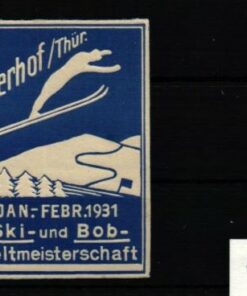 erhof/Thür.
JAN.-FEBR.1931
Ski- und Bob-
eltmeisterschaft